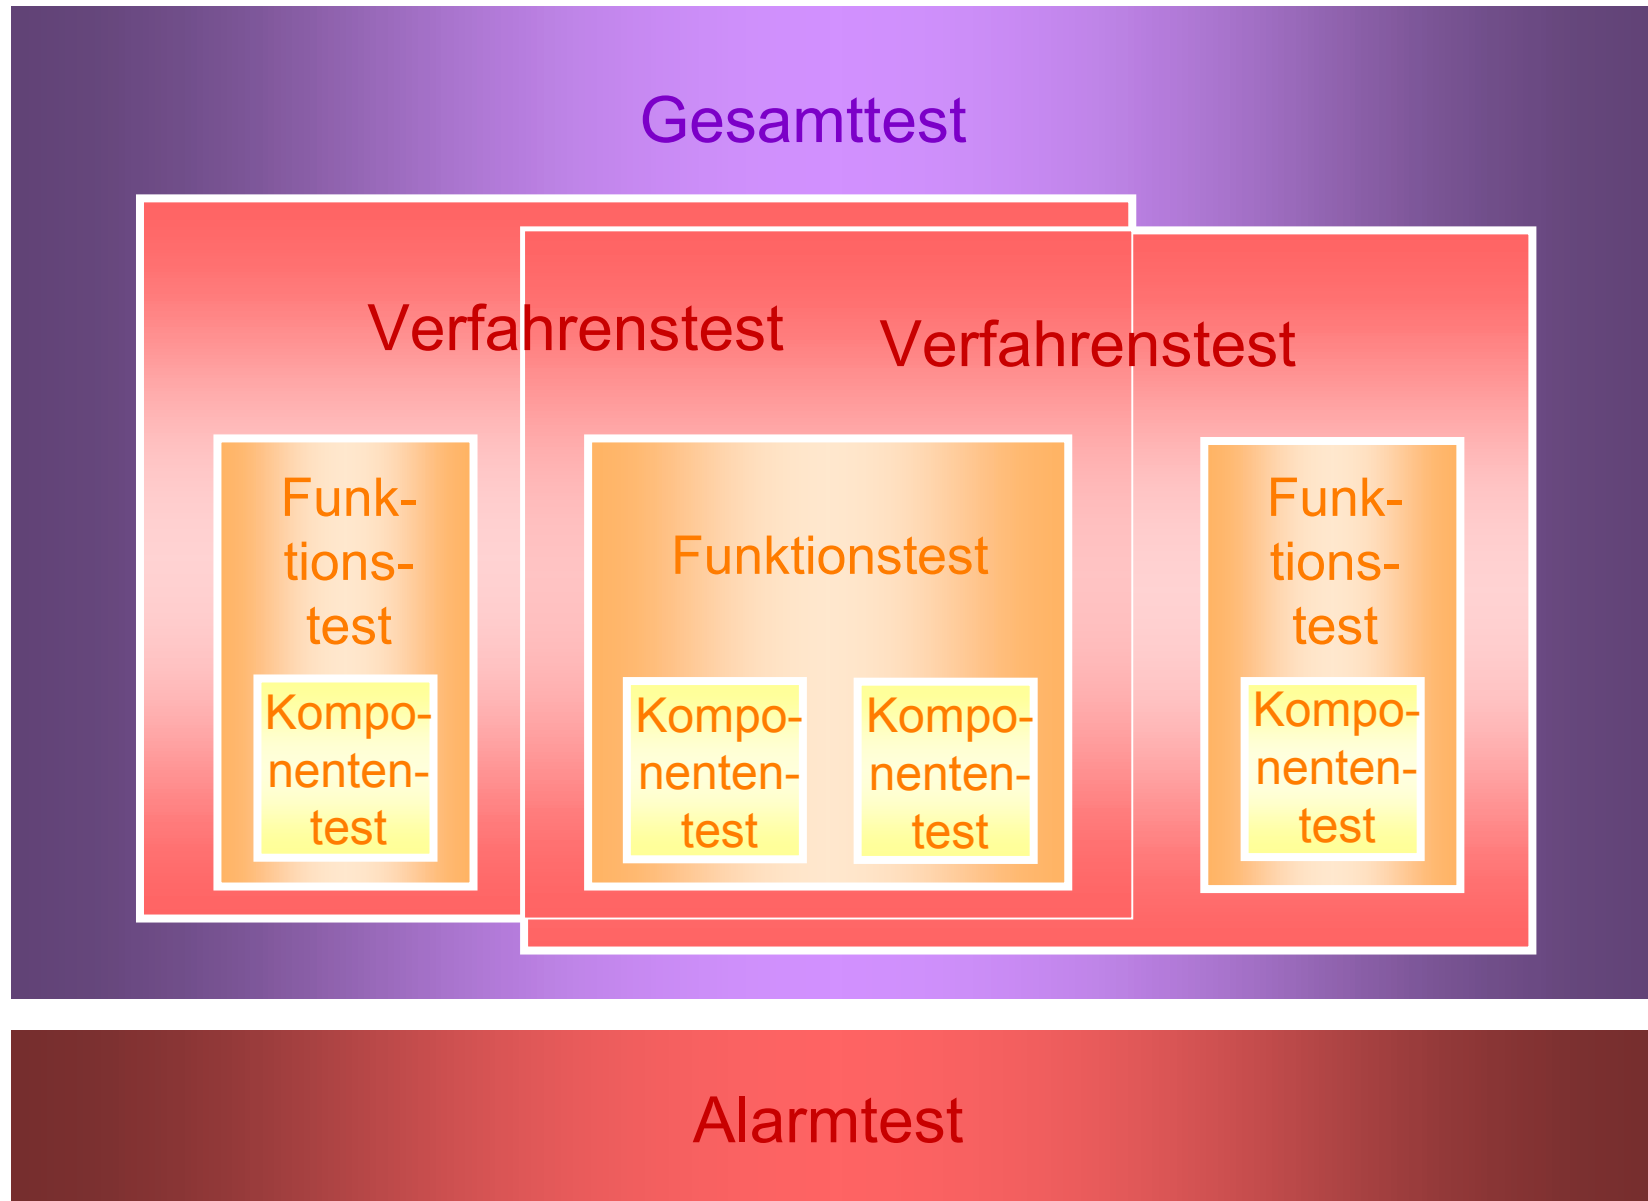 Gesamttest
Verfahrenstest
Verfahrenstest
Funk-
tions-
test
Kompo-
nenten-
test
Funktionstest
Kompo-
nenten-
test
Kompo-
nenten-
test
Funk-
tions-
test
Kompo-
nenten-
test
Alarmtest